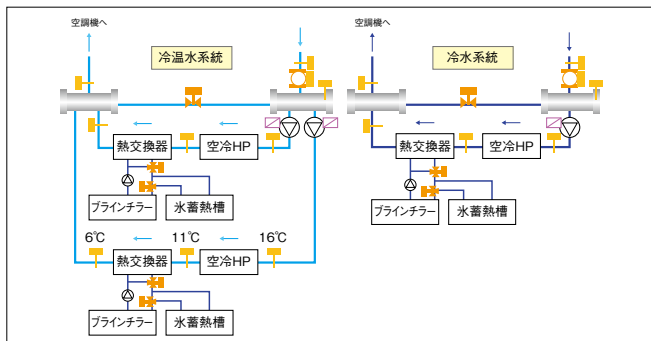 空調機へ
冷温水系統
空調機へ
冷水系統
熱交換器
空冷HP
熱交換器
空冷HP
ブラインチラー
氷蓄熱槽
ブラインチラー
氷蓄熱槽
6℃
11℃
16℃
熱交換器
空冷HP
ブラインチラー
氷蓄熱槽